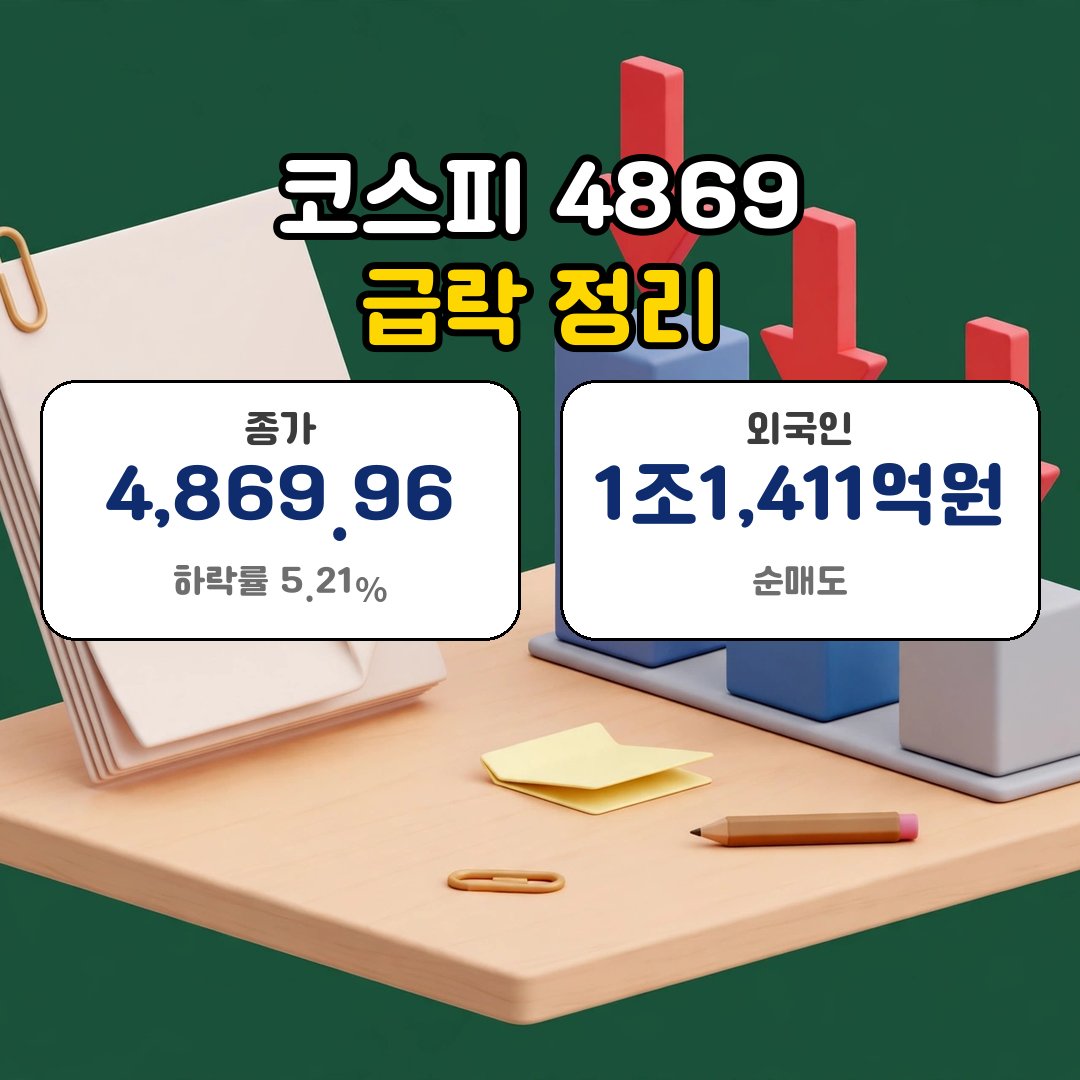 코스피 4869
급락 정리
종가
4,869.96
하락률 5.21%
외국인
1조1,411억원
순매도